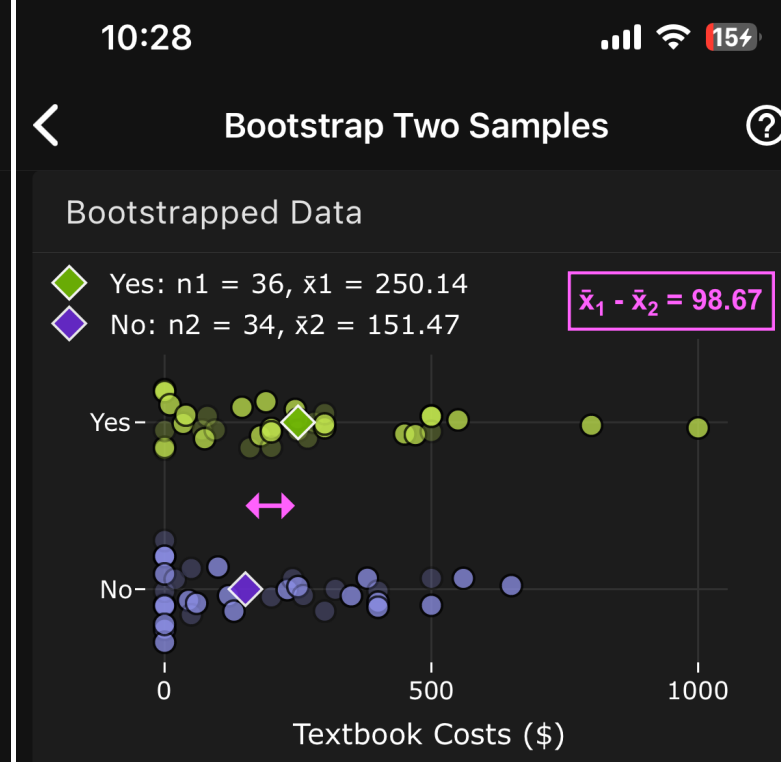 10:28
15
Bootstrap Two Samples
?
Bootstrapped Data
Yes: n1 = 36, x̄1 = 250.14
No: n2 = 34, x̄2 = 151.47
x̄₁ - x̄₂ = 98.67
Yes
No
0 500 1000
Textbook Costs ($)